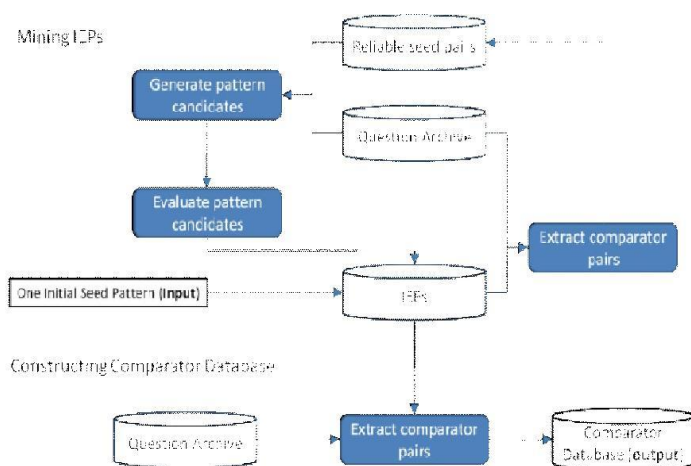 Mining IEPs
Reliable seed pairs
Generate pattern
candidates
Question Archive
Evaluate pattern
candidates
Extract comparator
pairs
One Initial Seed Pattern (Input)
IEPs
Constructing Comparator Database
Question Archive
Extract comparator
pairs
Comparator
Database (output)